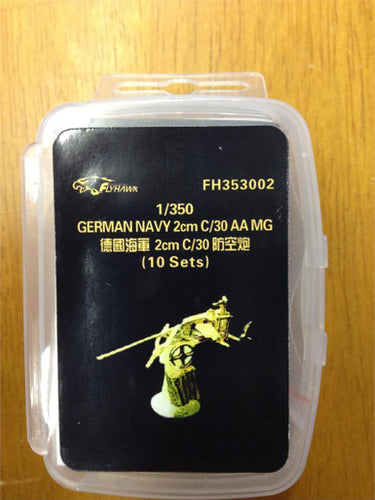 FLYHAWK
FH353002
1/350
GERMAN NAVY 2cm C/30 AA MG
德國海軍 2cm C/30 防空炮
(10 Sets)